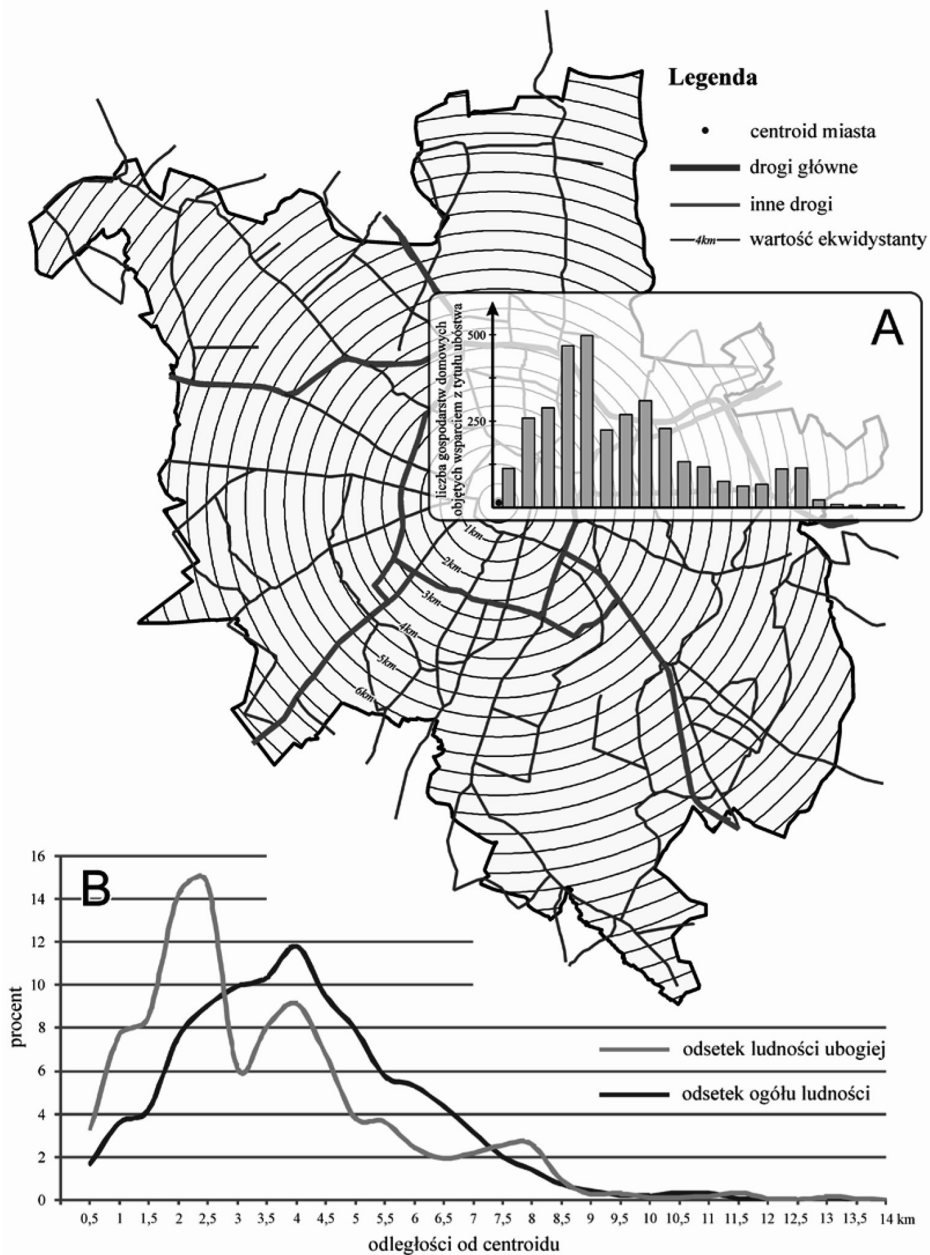 Legenda
centroid miasta
drogi główne
inne drogi
4km wartość ekwidystanty
A
liczba gospodarstw domowych
objętych wsparciem z tytułu ubóstwa
500
250
0
1km
2km
3km
4km
5km
6km
B
procent
16
14
12
10
8
6
4
2
0
odsetek ludności ubogiej
odsetek ogółu ludności
0,5 1 1,5 2 2,5 3 3,5 4 4,5 5 5,5 6 6,5 7 7,5 8 8,5 9 9,5 10 10,5 11 11,5 12 12,5 13 13,5 14 km
odległości od centroidu